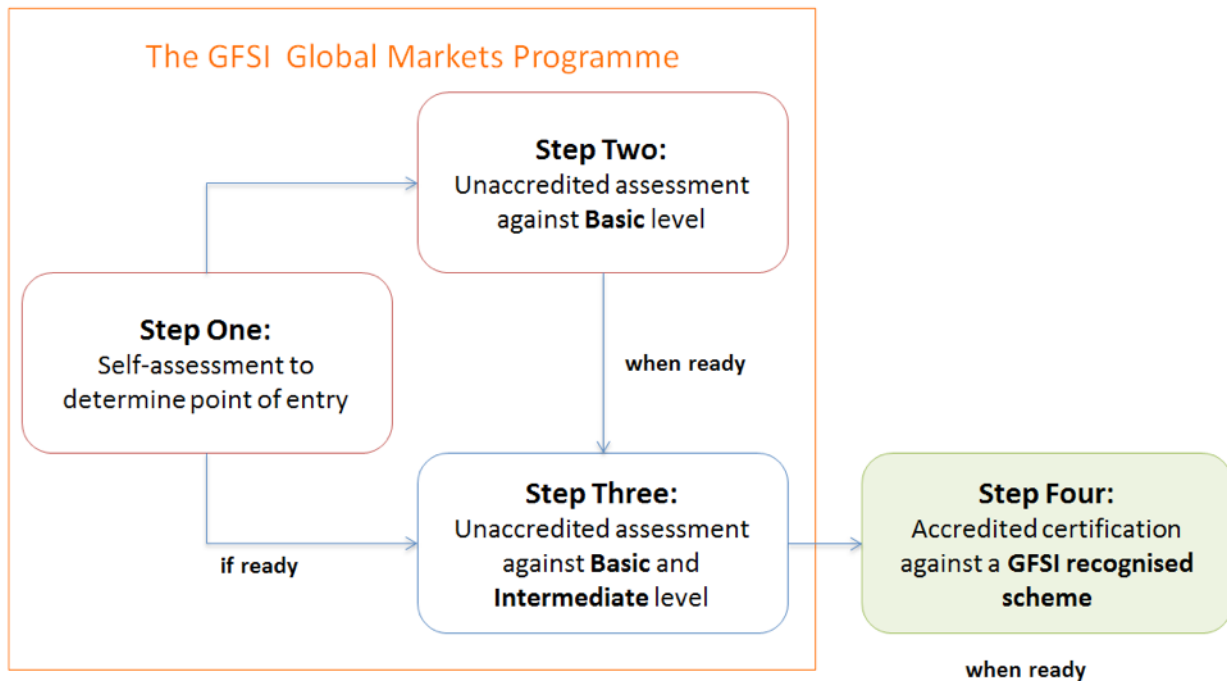 The GFSI Global Markets Programme
Step Two:
Unaccredited assessment
against Basic level
Step One:
Self-assessment to
determine point of entry
when ready
if ready
Step Three:
Unaccredited assessment
against Basic and
Intermediate level
Step Four:
Accredited certification
against a GFSI recognised
scheme
when ready